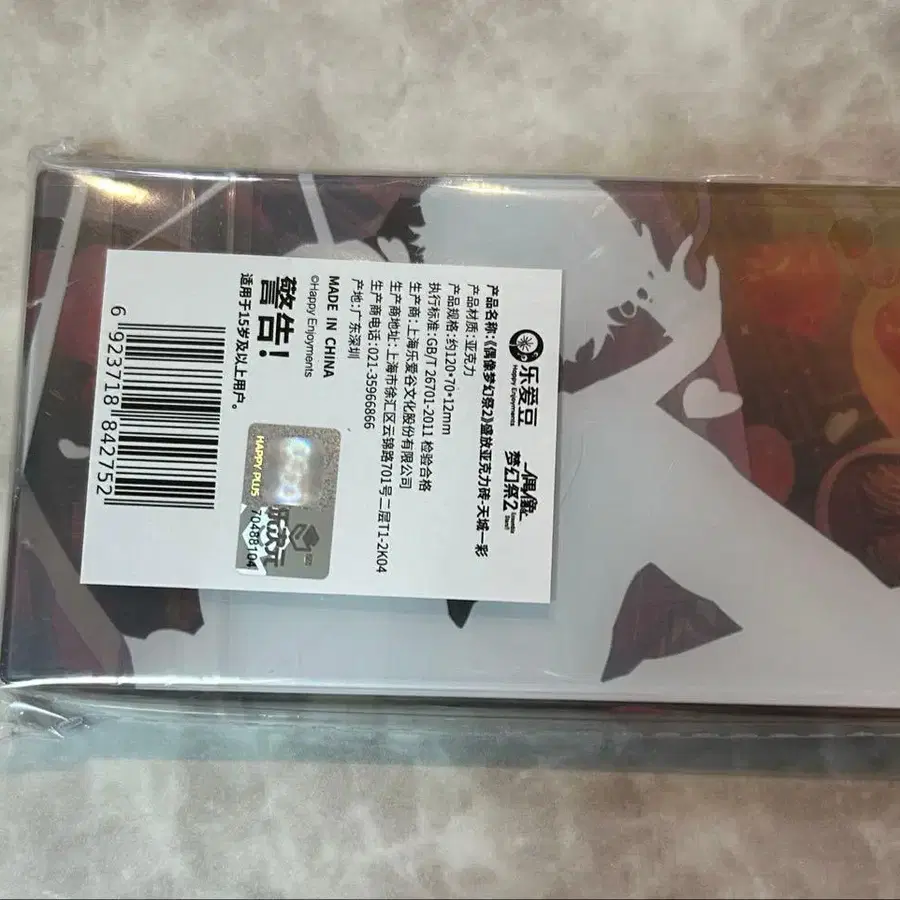 乐爱豆
Happy Enjoyments
偶像
梦幻祭2
产品名称:《偶像梦幻祭2》盛放亚克力砖-天城一彩
产品材质:亚克力
产品规格:约120*70*12mm
执行标准:GB/T 26701-2011 检验合格
生产商:上海乐爱谷文化股份有限公司
生产商地址:上海市徐汇区云锦路701号二层T1-2K04
生产商电话:021-35966866
产地:广东深圳
MADE IN CHINA
©Happy Enjoyments
警告!
适用于15岁及以上用户。
HAPPY PLUS
70488104
次元
6 923718 842752